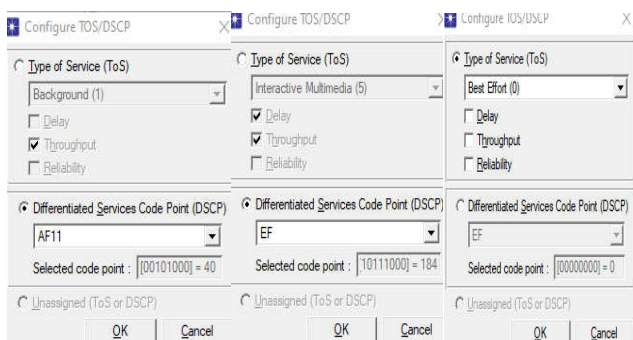 Configure TOS/DSCP
Type of Service (ToS)
Background (1)
Delay
Throughput
Reliability
Differentiated Services Code Point (DSCP)
AF11
Selected code point : [00101000] = 40
Unassigned (ToS or DSCP)
OK Cancel
Configure TOS/DSCP
Type of Service (ToS)
Interactive Multimedia (5)
Delay
Throughput
Reliability
Differentiated Services Code Point (DSCP)
EF
Selected code point : [10111000] = 184
Unassigned (ToS or DSCP)
OK Cancel
Configure TOS/DSCP
Type of Service (ToS)
Best Effort (0)
Delay
Throughput
Reliability
Differentiated Services Code Point (DSCP)
EF
Selected code point : [00000000] = 0
Unassigned (ToS or DSCP)
OK Cancel